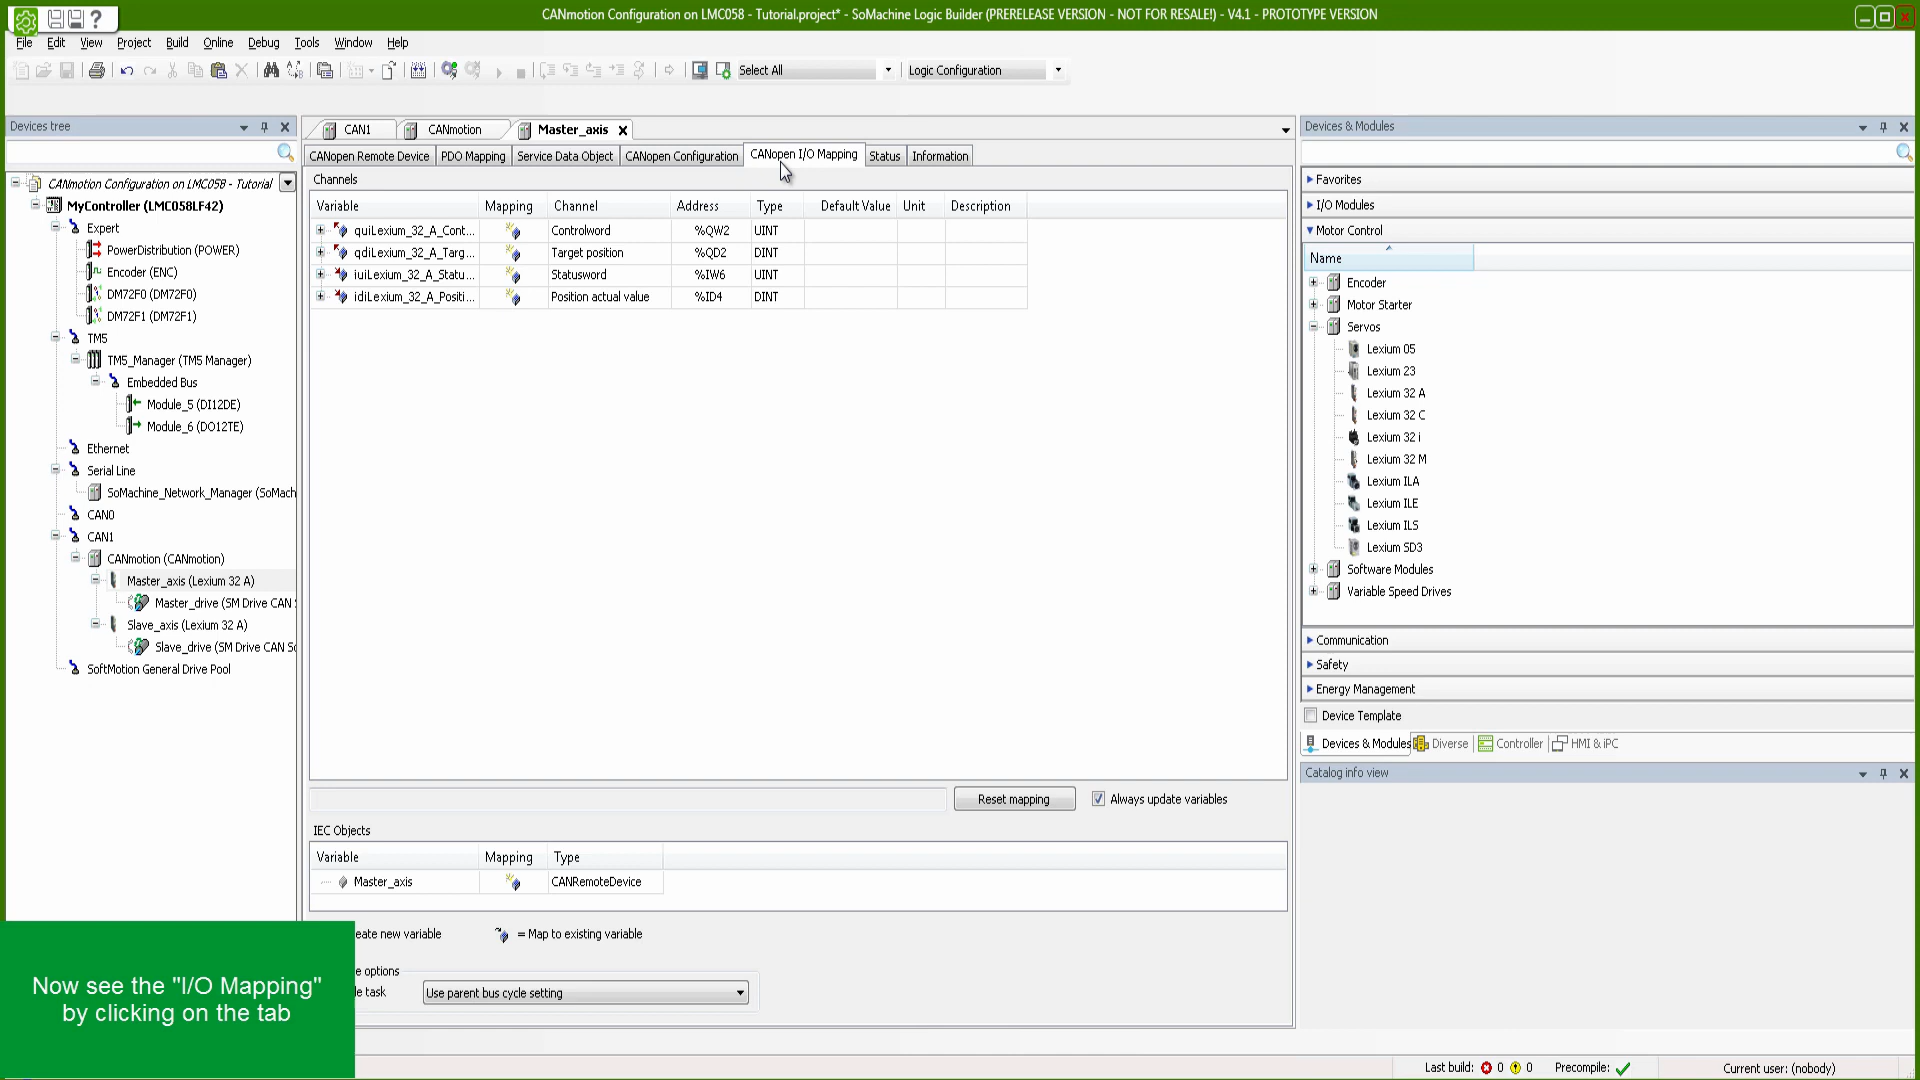 CANmotion Configuration on LMC058 - Tutorial.project* - SoMachine Logic Builder (PRERELEASE VERSION - NOT FOR RESALE!) - V4.1 - PROTOTYPE VERSION
File Edit View Project Build Online Debug Tools Window Help
Select All
Logic Configuration
Devices tree
CANmotion Configuration on LMC058 - Tutorial
MyController (LMC058LF42)
Expert
PowerDistribution (POWER)
Encoder (ENC)
DM72F0 (DM72F0)
DM72F1 (DM72F1)
TM5
TM5_Manager (TM5 Manager)
Embedded Bus
Module_5 (DI12DE)
Module_6 (DO12TE)
Ethernet
Serial Line
SoMachine_Network_Manager (SoMach
CAN0
CAN1
CANmotion (CANmotion)
Master_axis (Lexium 32 A)
Master_drive (SM Drive CAN
Slave_axis (Lexium 32 A)
Slave_drive (SM Drive CAN So
SoftMotion General Drive Pool
CAN1 CANmotion Master_axis
CANopen Remote Device PDO Mapping Service Data Object CANopen Configuration CANopen I/O Mapping Status Information
Channels
Variable Mapping Channel Address Type Default Value Unit Description
quiLexium_32_A_Cont... Controlword %QW2 UINT
qdiLexium_32_A_Targ... Target position %QD2 DINT
iuiLexium_32_A_Statu... Statusword %IW6 UINT
idiLexium_32_A_Positi... Position actual value %ID4 DINT
Reset mapping Always update variables
IEC Objects
Variable Mapping Type
Master_axis CANRemoteDevice
eate new variable = Map to existing variable
e options
le task Use parent bus cycle setting
Devices & Modules
Favorites
I/O Modules
Motor Control
Name
Encoder
Motor Starter
Servos
Lexium 05
Lexium 23
Lexium 32 A
Lexium 32 C
Lexium 32 i
Lexium 32 M
Lexium ILA
Lexium ILE
Lexium ILS
Lexium SD3
Software Modules
Variable Speed Drives
Communication
Safety
Energy Management
Device Template
Devices & Modules Diverse Controller HMI & iPC
Catalog info view
Now see the "I/O Mapping"
by clicking on the tab
Last build: 0 0 Precompile: Current user: (nobody)